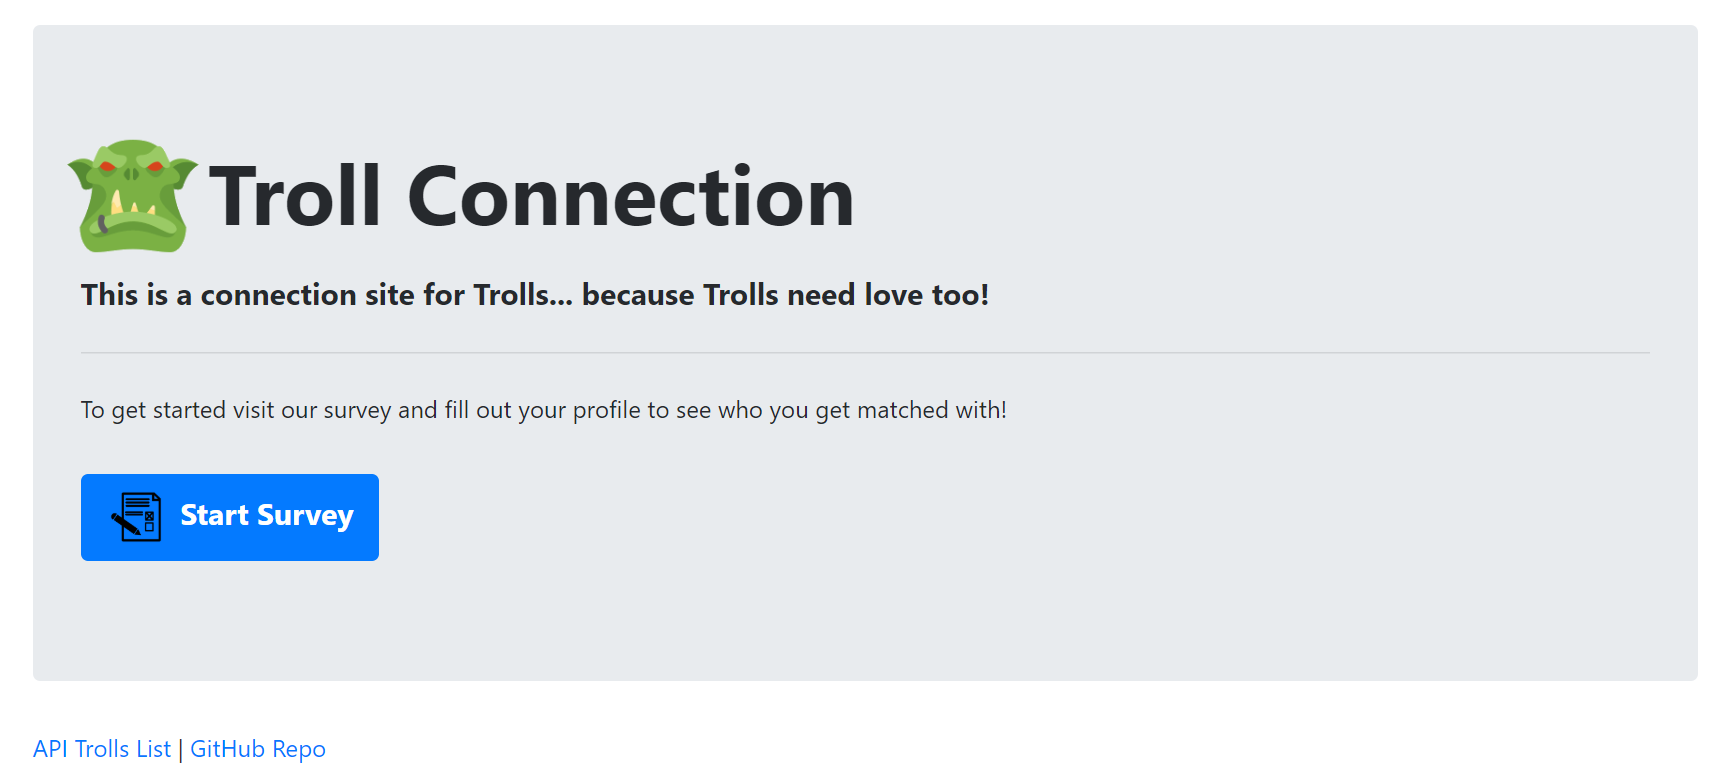 Troll Connection
This is a connection site for Trolls... because Trolls need love too!
To get started visit our survey and fill out your profile to see who you get matched with!
Start Survey
API Trolls List | GitHub Repo